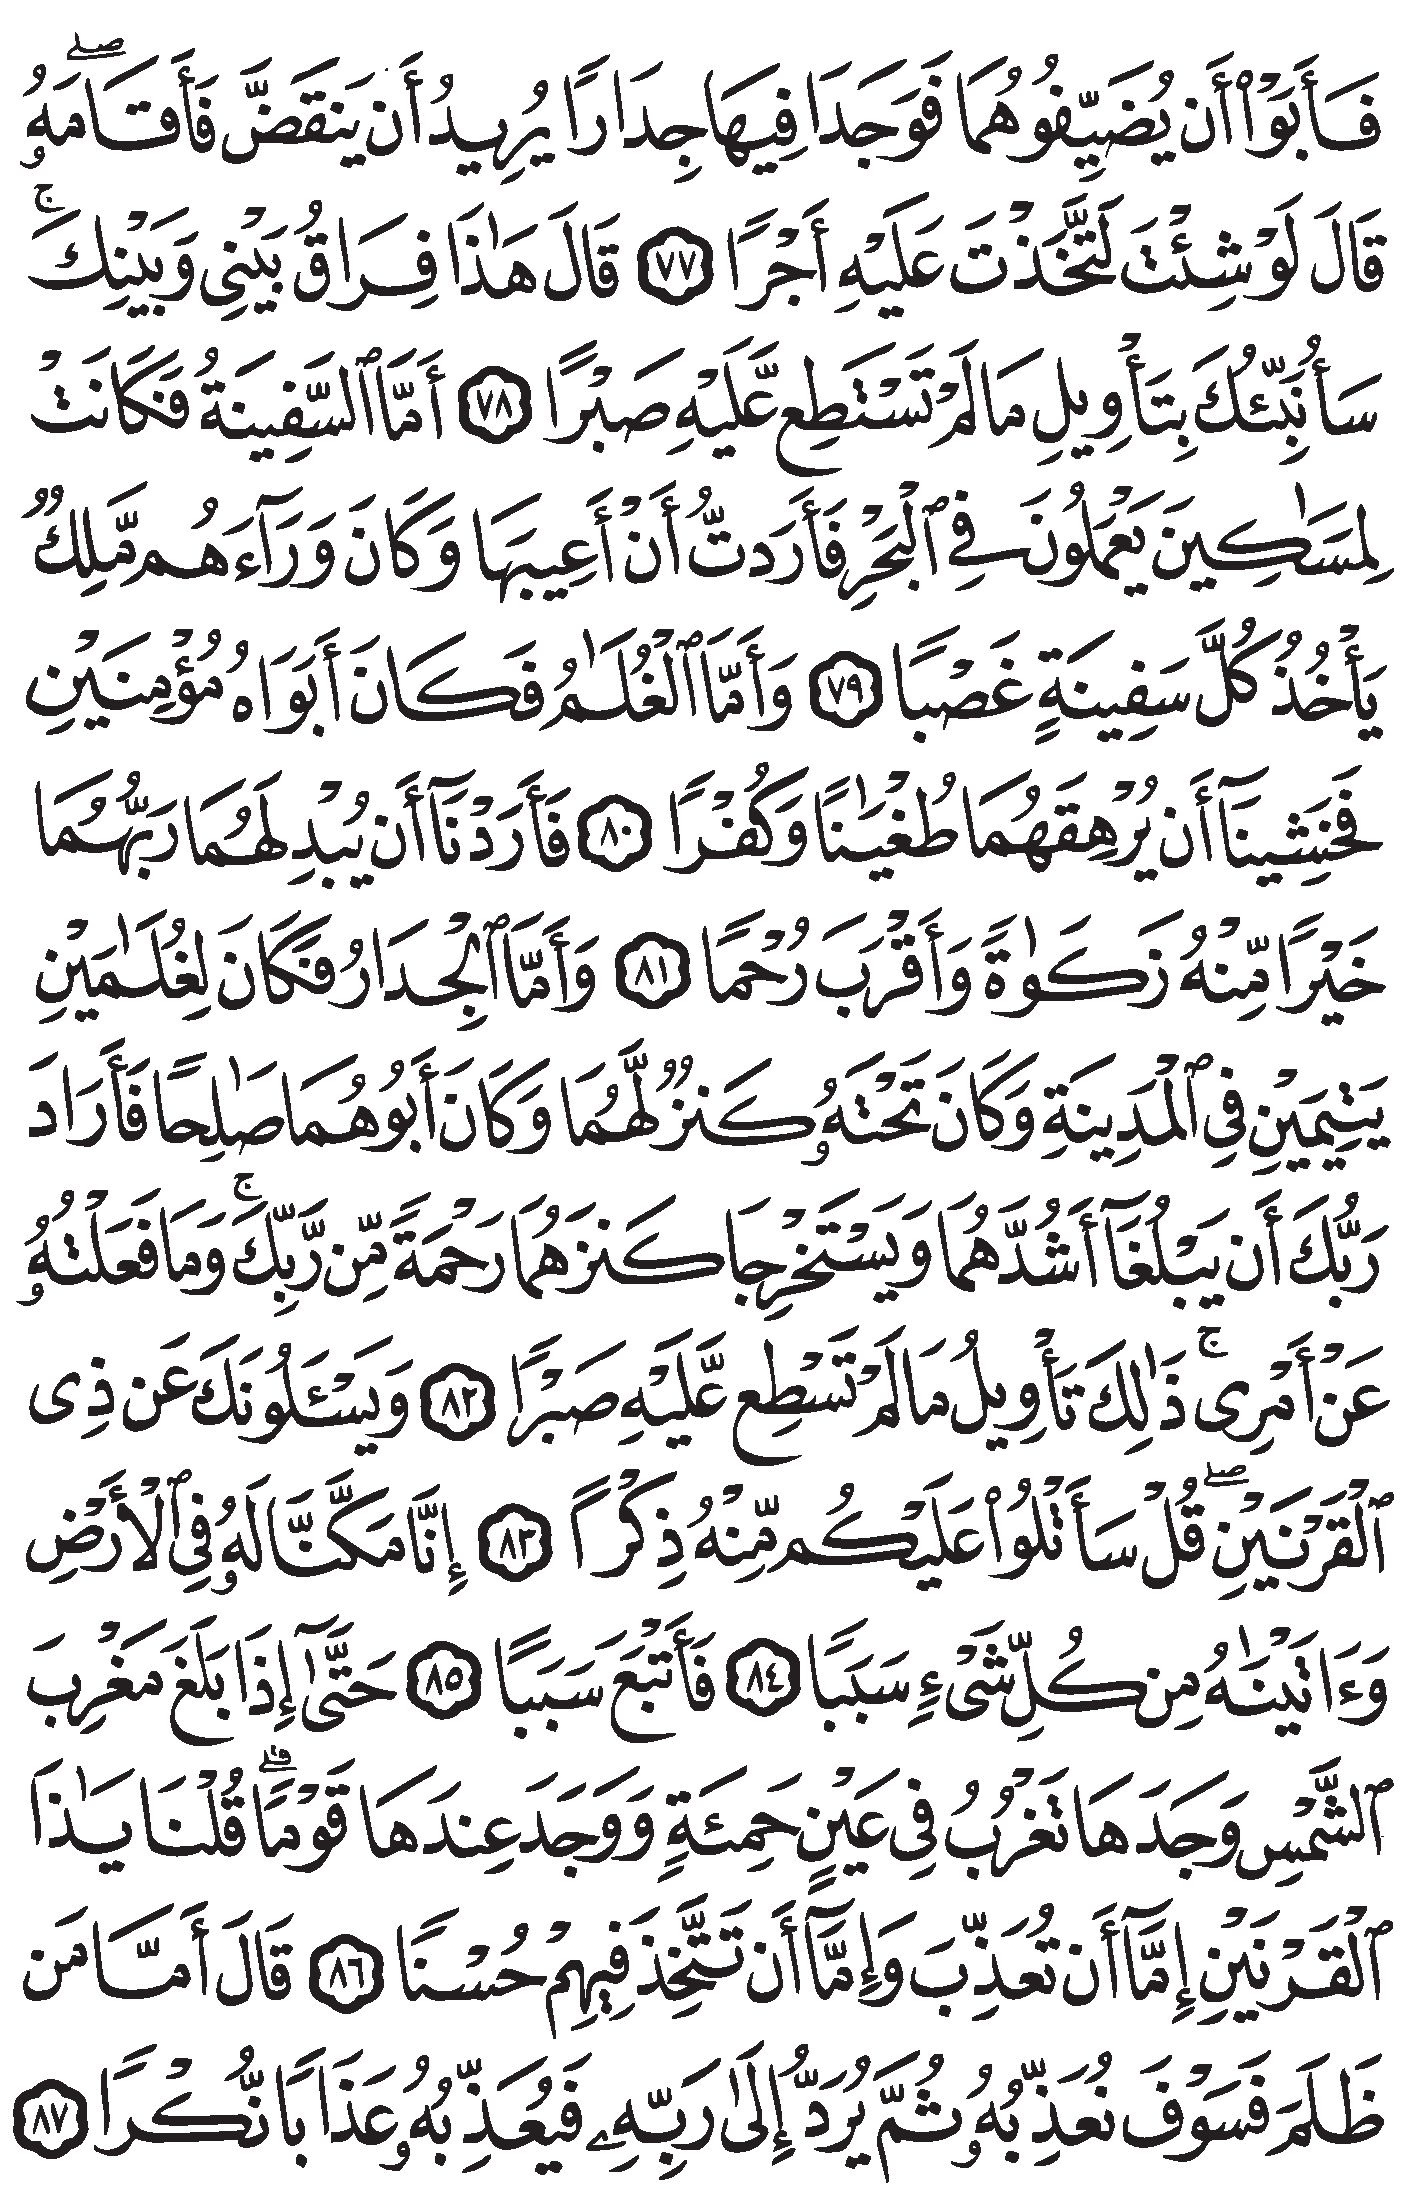 فَأَبَوۡاْ أَن يُضَيِّفُوهُمَا فَوَجَدَا فِيهَا جِدَارًا يُرِيدُ أَن يَنقَضَّ فَأَقَامَهُۥۖ
قَالَ لَوۡ شِئۡتَ لَتَّخَذۡتَ عَلَيۡهِ أَجۡرًا ٧٧ قَالَ هَٰذَا فِرَاقُ بَيۡنِي وَبَيۡنِكَۚ
سَأُنَبِّئُكَ بِتَأۡوِيلِ مَا لَمۡ تَسۡتَطِع عَّلَيۡهِ صَبۡرًا ٧٨ أَمَّا ٱلسَّفِينَةُ فَكَانَتۡ
لِمَسَٰكِينَ يَعۡمَلُونَ فِي ٱلۡبَحۡرِ فَأَرَدتُّ أَنۡ أَعِيبَهَا وَكَانَ وَرَآءَهُم مَّلِكٞ
يَأۡخُذُ كُلَّ سَفِينَةٍ غَصۡبًا ٧٩ وَأَمَّا ٱلۡغُلَٰمُ فَكَانَ أَبَوَاهُ مُؤۡمِنَيۡنِ
فَخَشِينَآ أَن يُرۡهِقَهُمَا طُغۡيَٰنًا وَكُفۡرًا ٨٠ فَأَرَدۡنَآ أَن يُبۡدِلَهُمَا رَبُّهُمَا
خَيۡرًا مِّنۡهُ زَكَوٰةً وَأَقۡرَبَ رُحۡمًا ٨١ وَأَمَّا ٱلۡجِدَارُ فَكَانَ لِغُلَٰمَيۡنِ
يَتِيمَيۡنِ فِي ٱلۡمَدِينَةِ وَكَانَ تَحۡتَهُۥ كَنزٞ لَّهُمَا وَكَانَ أَبُوهُمَا صَٰلِحًا فَأَرَادَ
رَبُّكَ أَن يَبۡلُغَآ أَشُدَّهُمَا وَيَسۡتَخۡرِجَا كَنزَهُمَا رَحۡمَةً مِّن رَّبِّكَۚ وَمَا فَعَلۡتُهُۥ
عَنۡ أَمۡرِيۚ ذَٰلِكَ تَأۡوِيلُ مَا لَمۡ تَسۡطِع عَّلَيۡهِ صَبۡرًا ٨٢ وَيَسۡـَٔلُونَكَ عَن ذِي
ٱلۡقَرۡنَيۡنِۖ قُلۡ سَأَتۡلُواْ عَلَيۡكُم مِّنۡهُ ذِكۡرًا ٨٣ إِنَّا مَكَّنَّا لَهُۥ فِي ٱلۡأَرۡضِ
وَءَاتَيۡنَٰهُ مِن كُلِّ شَيۡءٍ سَبَبًا ٨٤ فَأَتۡبَعَ سَبَبًا ٨٥ حَتَّىٰٓ إِذَا بَلَغَ مَغۡرِبَ
ٱلشَّمۡسِ وَجَدَهَا تَغۡرُبُ فِي عَيۡنٍ حَمِئَةٍ وَوَجَدَ عِندَهَا قَوۡمًاۗ قُلۡنَا يَٰذَا
ٱلۡقَرۡنَيۡنِ إِمَّآ أَن تُعَذِّبَ وَإِمَّآ أَن تَتَّخِذَ فِيهِمۡ حُسۡنًا ٨٦ قَالَ أَمَّا مَن
ظَلَمَ فَسَوۡفَ نُعَذِّبُهُۥ ثُمَّ يُرَدُّ إِلَىٰ رَبِّهِۦ فَيُعَذِّبُهُۥ عَذَابًا نُّكۡرًا ٨٧